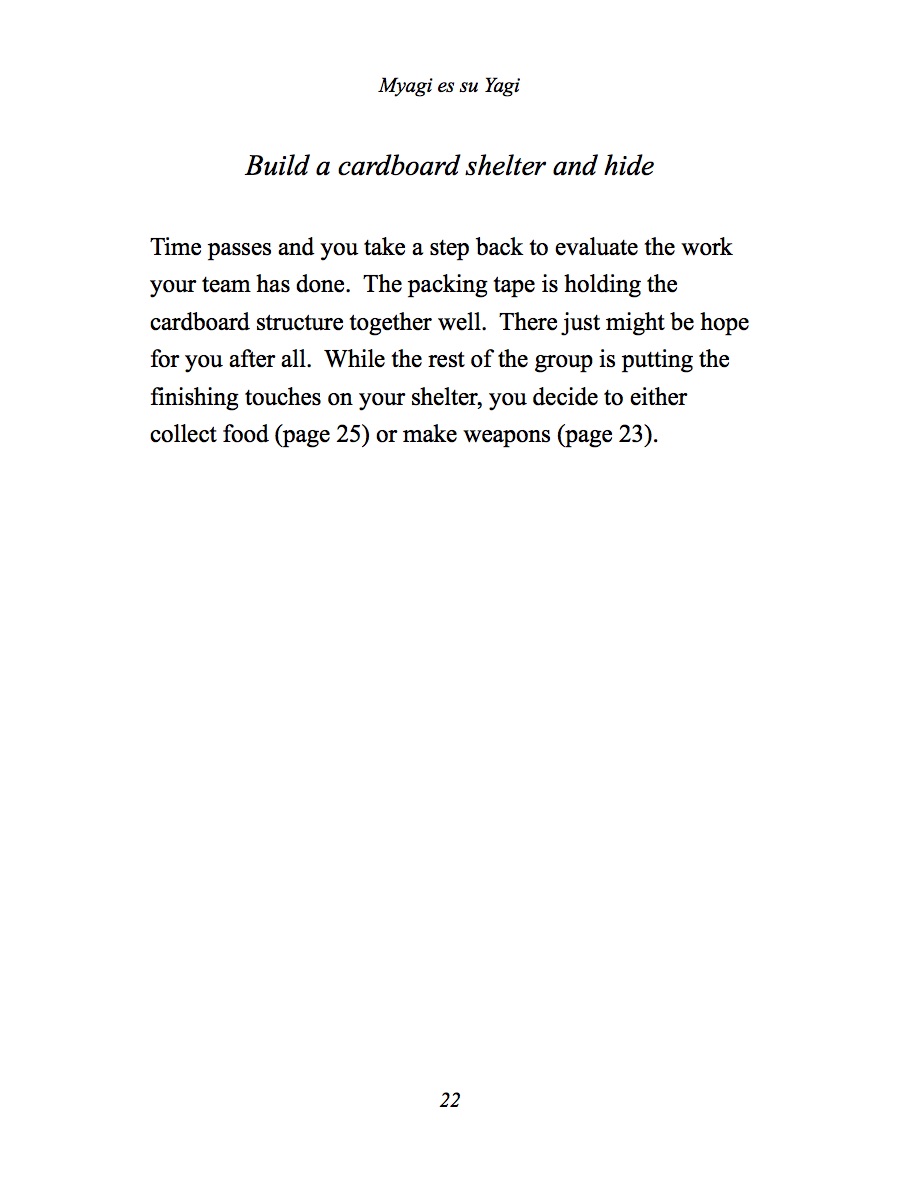 Myagi es su Yagi
Build a cardboard shelter and hide
Time passes and you take a step back to evaluate the work
your team has done.  The packing tape is holding the
cardboard structure together well.  There just might be hope
for you after all.  While the rest of the group is putting the
finishing touches on your shelter, you decide to either
collect food (page 25) or make weapons (page 23).
22